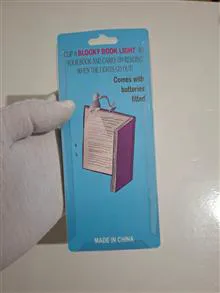 CLIP A BLOCKY BOOK LIGHT TO
YOUR BOOK AND CARRY ON READING
WHEN THE LIGHTS GO OUT!
Comes with
batteries
fitted
MADE IN CHINA